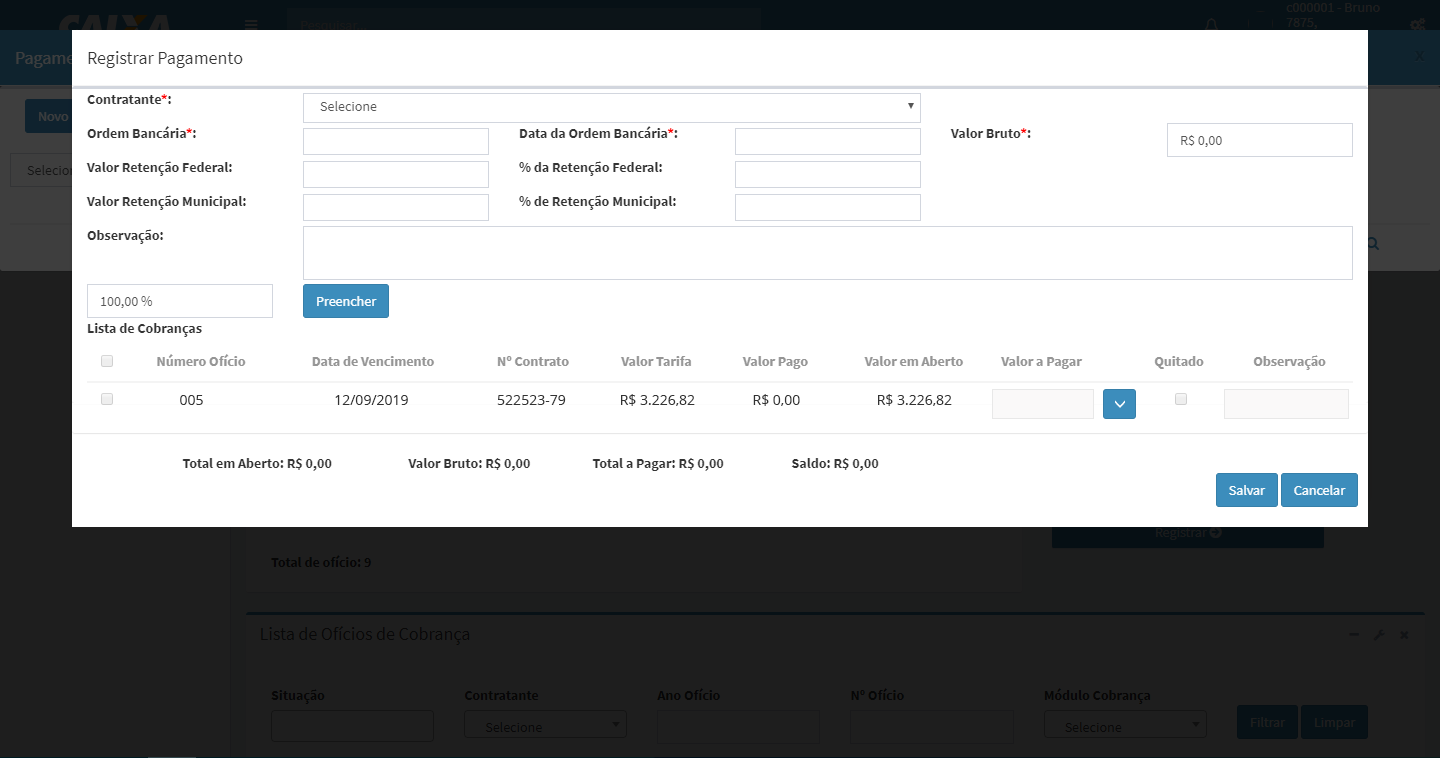 CAIXA
c000001 - Bruno
7875,
Pagame
Novo
Selecion
Registrar Pagamento
Contratante*: Selecione
Ordem Bancária*: Data da Ordem Bancária*: Valor Bruto*: R$ 0,00
Valor Retenção Federal: % da Retenção Federal:
Valor Retenção Municipal: % de Retenção Municipal:
Observação:
100,00 % Preencher
Lista de Cobranças
Número Ofício Data de Vencimento Nº Contrato Valor Tarifa Valor Pago Valor em Aberto Valor a Pagar Quitado Observação
005 12/09/2019 522523-79 R$ 3.226,82 R$ 0,00 R$ 3.226,82
Total em Aberto: R$ 0,00 Valor Bruto: R$ 0,00 Total a Pagar: R$ 0,00 Saldo: R$ 0,00
Salvar Cancelar
Registrar
Total de ofício: 9
Lista de Ofícios de Cobrança
Situação Contratante Ano Ofício Nº Ofício Módulo Cobrança
Selecione Selecione Filtrar Limpar